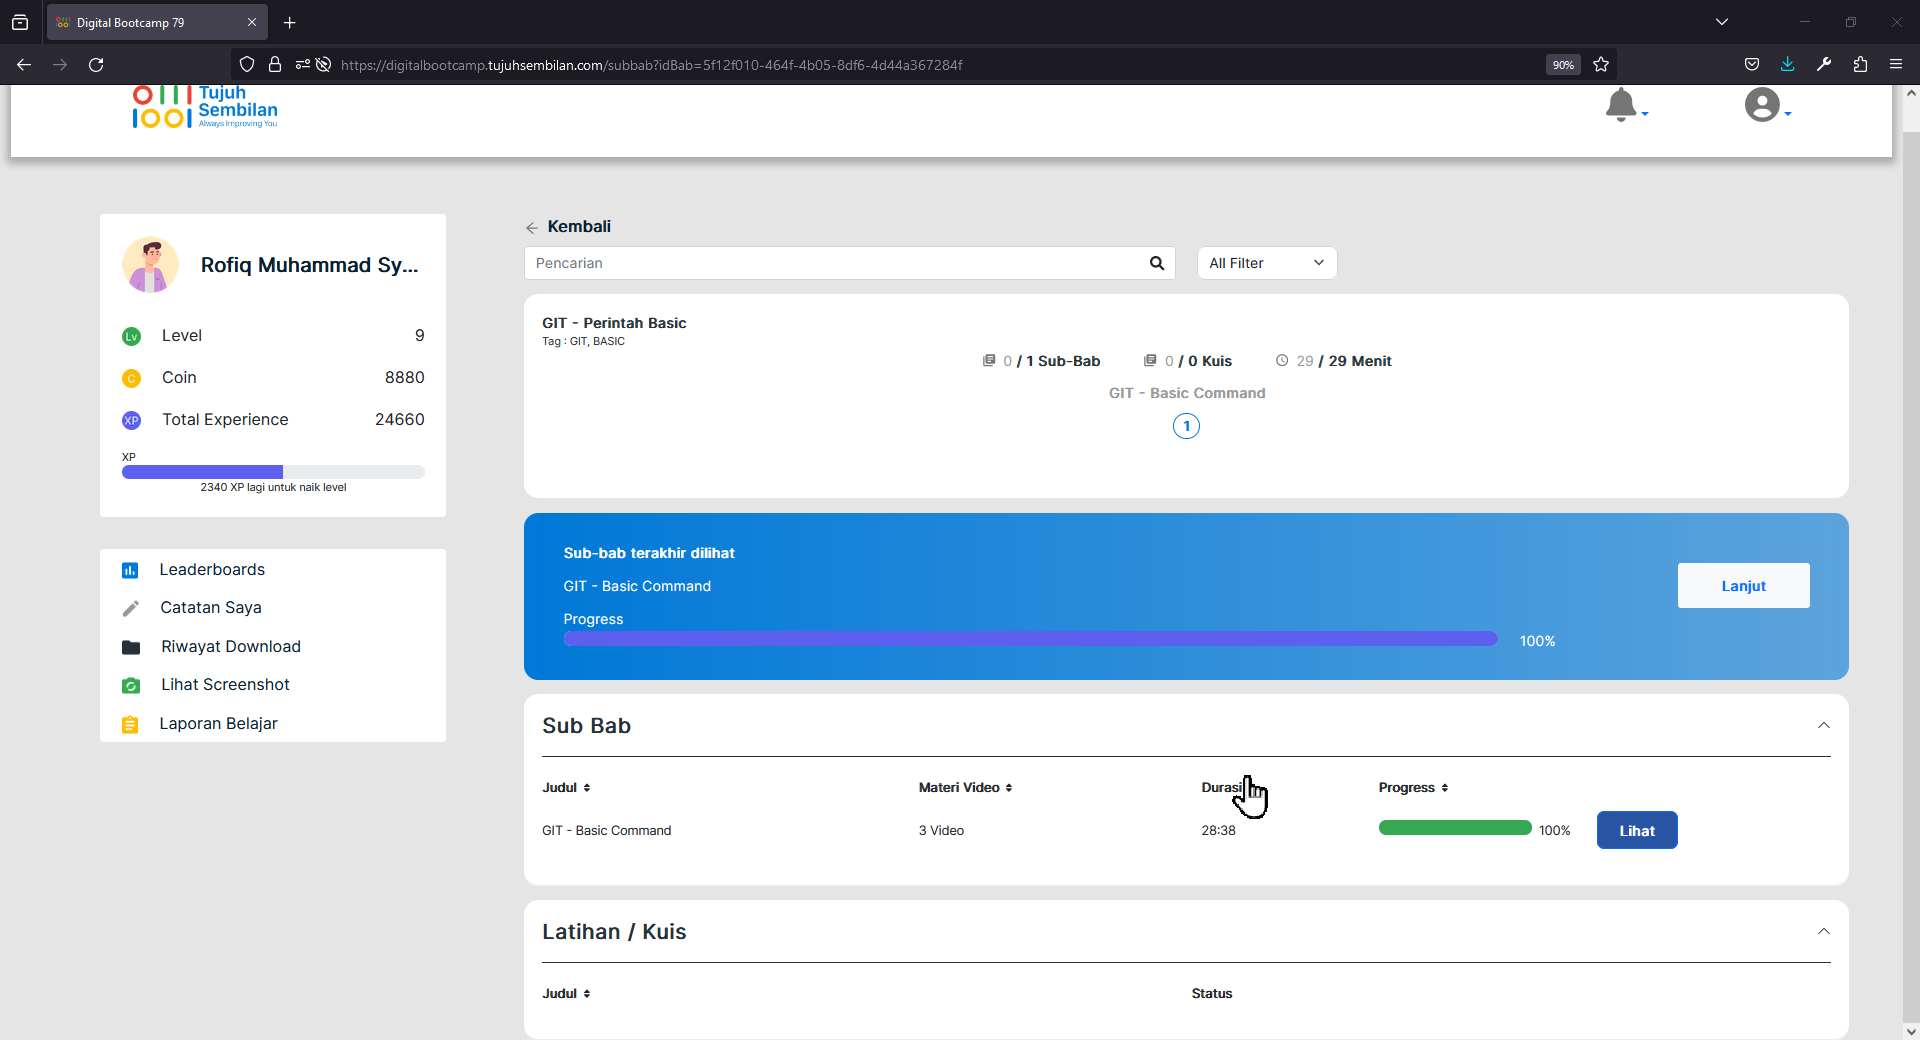 Digital Bootcamp 79
https://digitalbootcamp.tujuhsembilan.com/subbab?idBab=5f12f010-464f-4b05-8df6-4d44a367284f
90%
Tujuh
Sembilan
Always Improving You
Rofiq Muhammad Sy...
Lv Level 9
C Coin 8880
XP Total Experience 24660
XP
2340 XP lagi untuk naik level
Leaderboards
Catatan Saya
Riwayat Download
Lihat Screenshot
Laporan Belajar
Kembali
Pencarian
All Filter
GIT - Perintah Basic
Tag : GIT, BASIC
0 / 1 Sub-Bab 0 / 0 Kuis 29 / 29 Menit
GIT - Basic Command
1
Sub-bab terakhir dilihat
GIT - Basic Command
Progress
100%
Lanjut
Sub Bab
Judul Materi Video Durasi Progress
GIT - Basic Command 3 Video 28:38 100% Lihat
Latihan / Kuis
Judul Status